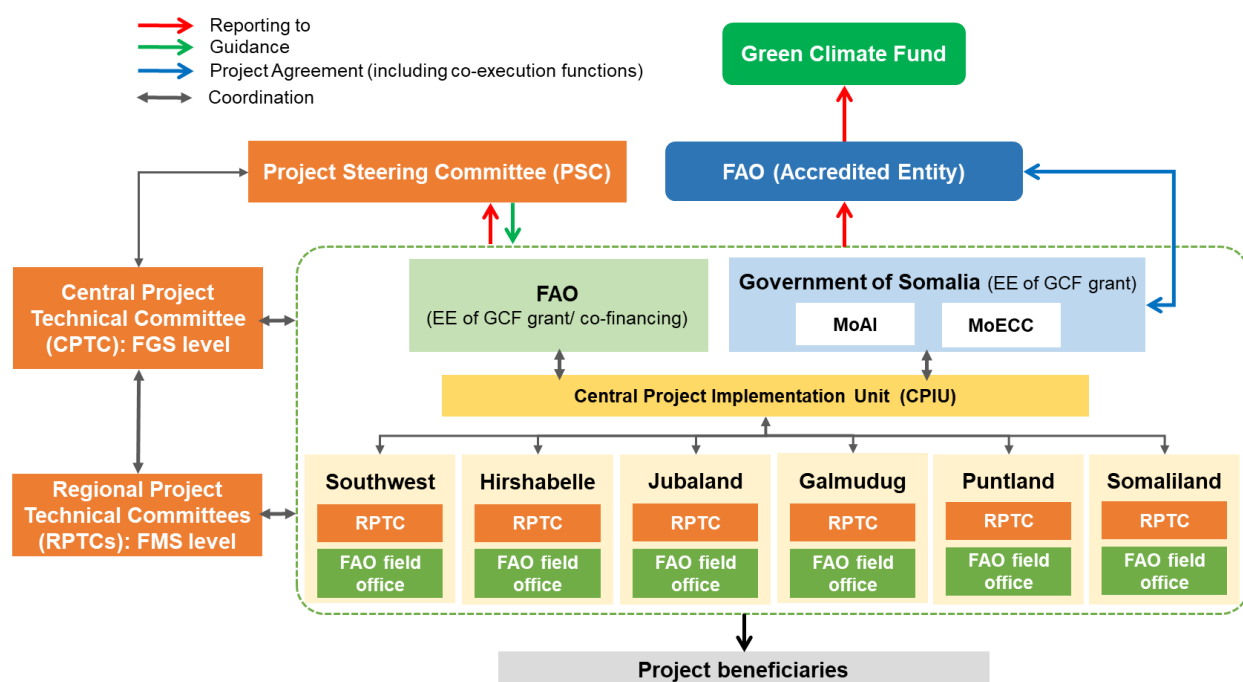 Reporting to
Guidance
Project Agreement (including co-execution functions)
Coordination
Green Climate Fund
Project Steering Committee (PSC)
FAO (Accredited Entity)
Central Project
Technical Committee
(CPTC): FGS level
FAO
(EE of GCF grant/ co-financing)
Government of Somalia (EE of GCF grant)
MoAI
MoECC
Central Project Implementation Unit (CPIU)
Regional Project
Technical Committees
(RPTCs): FMS level
Southwest
RPTC
FAO field
office
Hirshabelle
RPTC
FAO field
office
Jubaland
RPTC
FAO field
office
Galmudug
RPTC
FAO field
office
Puntland
RPTC
FAO field
office
Somaliland
RPTC
FAO field
office
Project beneficiaries